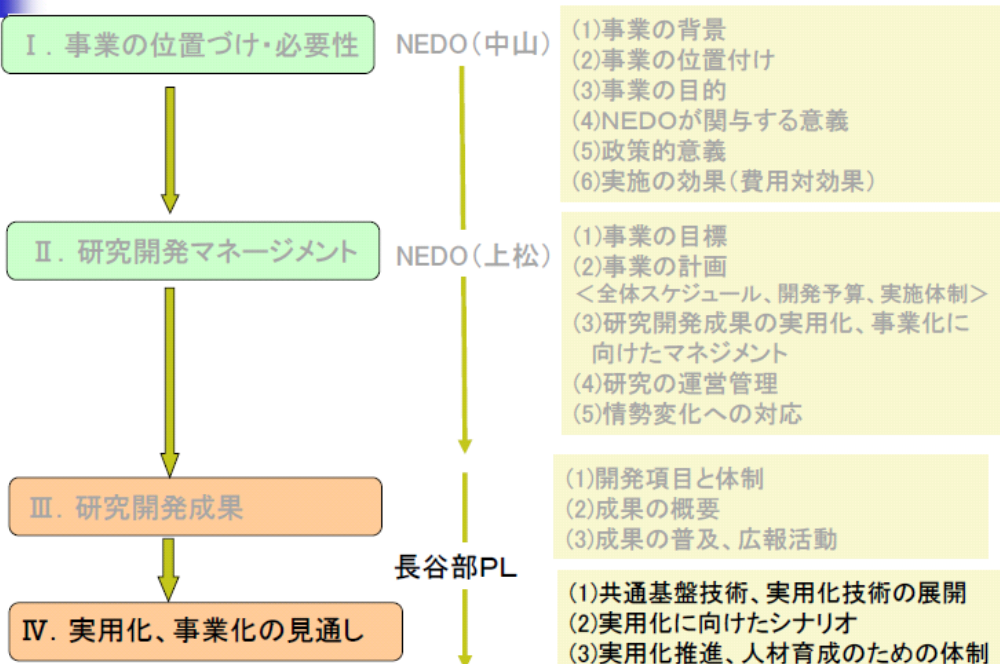 Ⅰ．事業の位置づけ・必要性
NEDO（中山）
(1)事業の背景
(2)事業の位置付け
(3)事業の目的
(4)NEDOが関与する意義
(5)政策的意義
(6)実施の効果（費用対効果）
Ⅱ．研究開発マネージメント
NEDO（上松）
(1)事業の目標
(2)事業の計画
＜全体スケジュール、開発予算、実施体制＞
(3)研究開発成果の実用化、事業化に
向けたマネジメント
(4)研究の運営管理
(5)情勢変化への対応
Ⅲ．研究開発成果
(1)開発項目と体制
(2)成果の概要
(3)成果の普及、広報活動
長谷部PL
Ⅳ．実用化、事業化の見通し
(1)共通基盤技術、実用化技術の展開
(2)実用化に向けたシナリオ
(3)実用化推進、人材育成のための体制